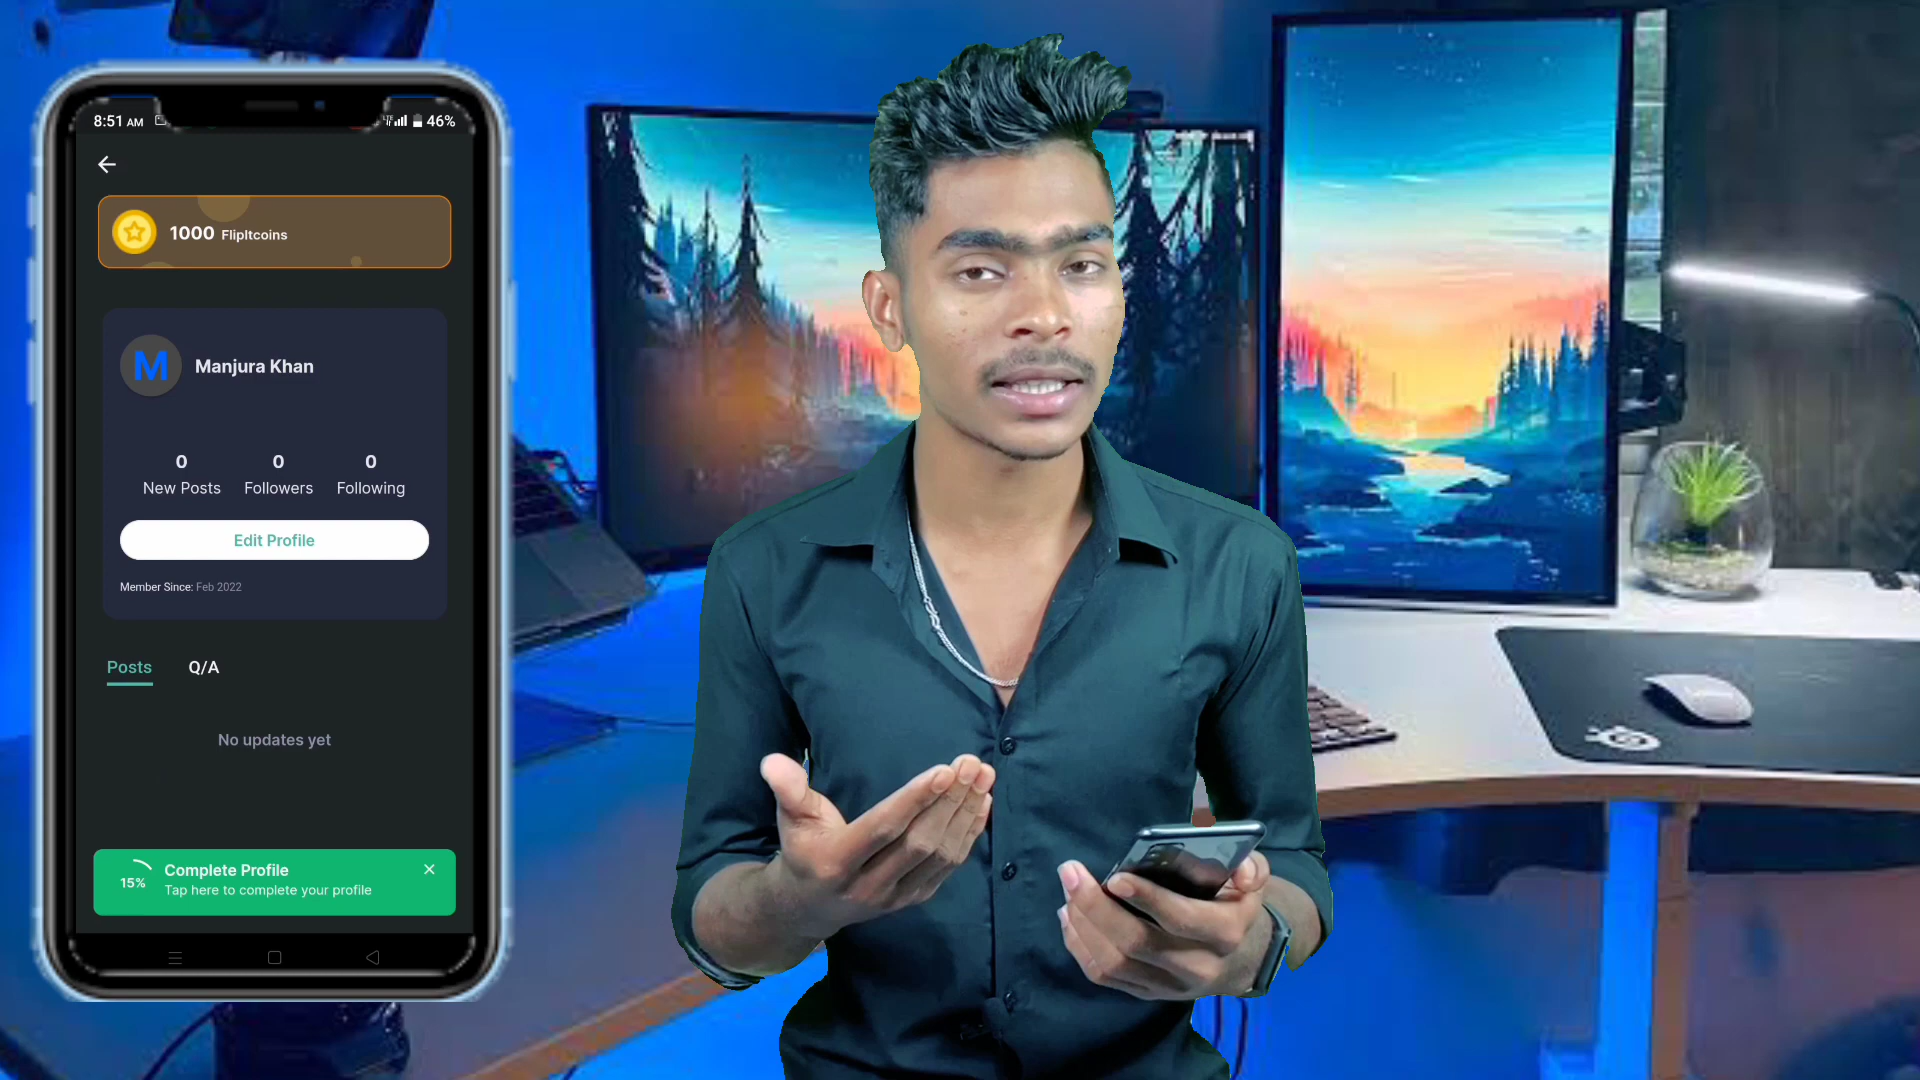 8:51 AM
46%
1000 FlipItcoins
M
Manjura Khan
0 0 0
New Posts Followers Following
Edit Profile
Member Since: Feb 2022
Posts Q/A
No updates yet
15%
Complete Profile
Tap here to complete your profile